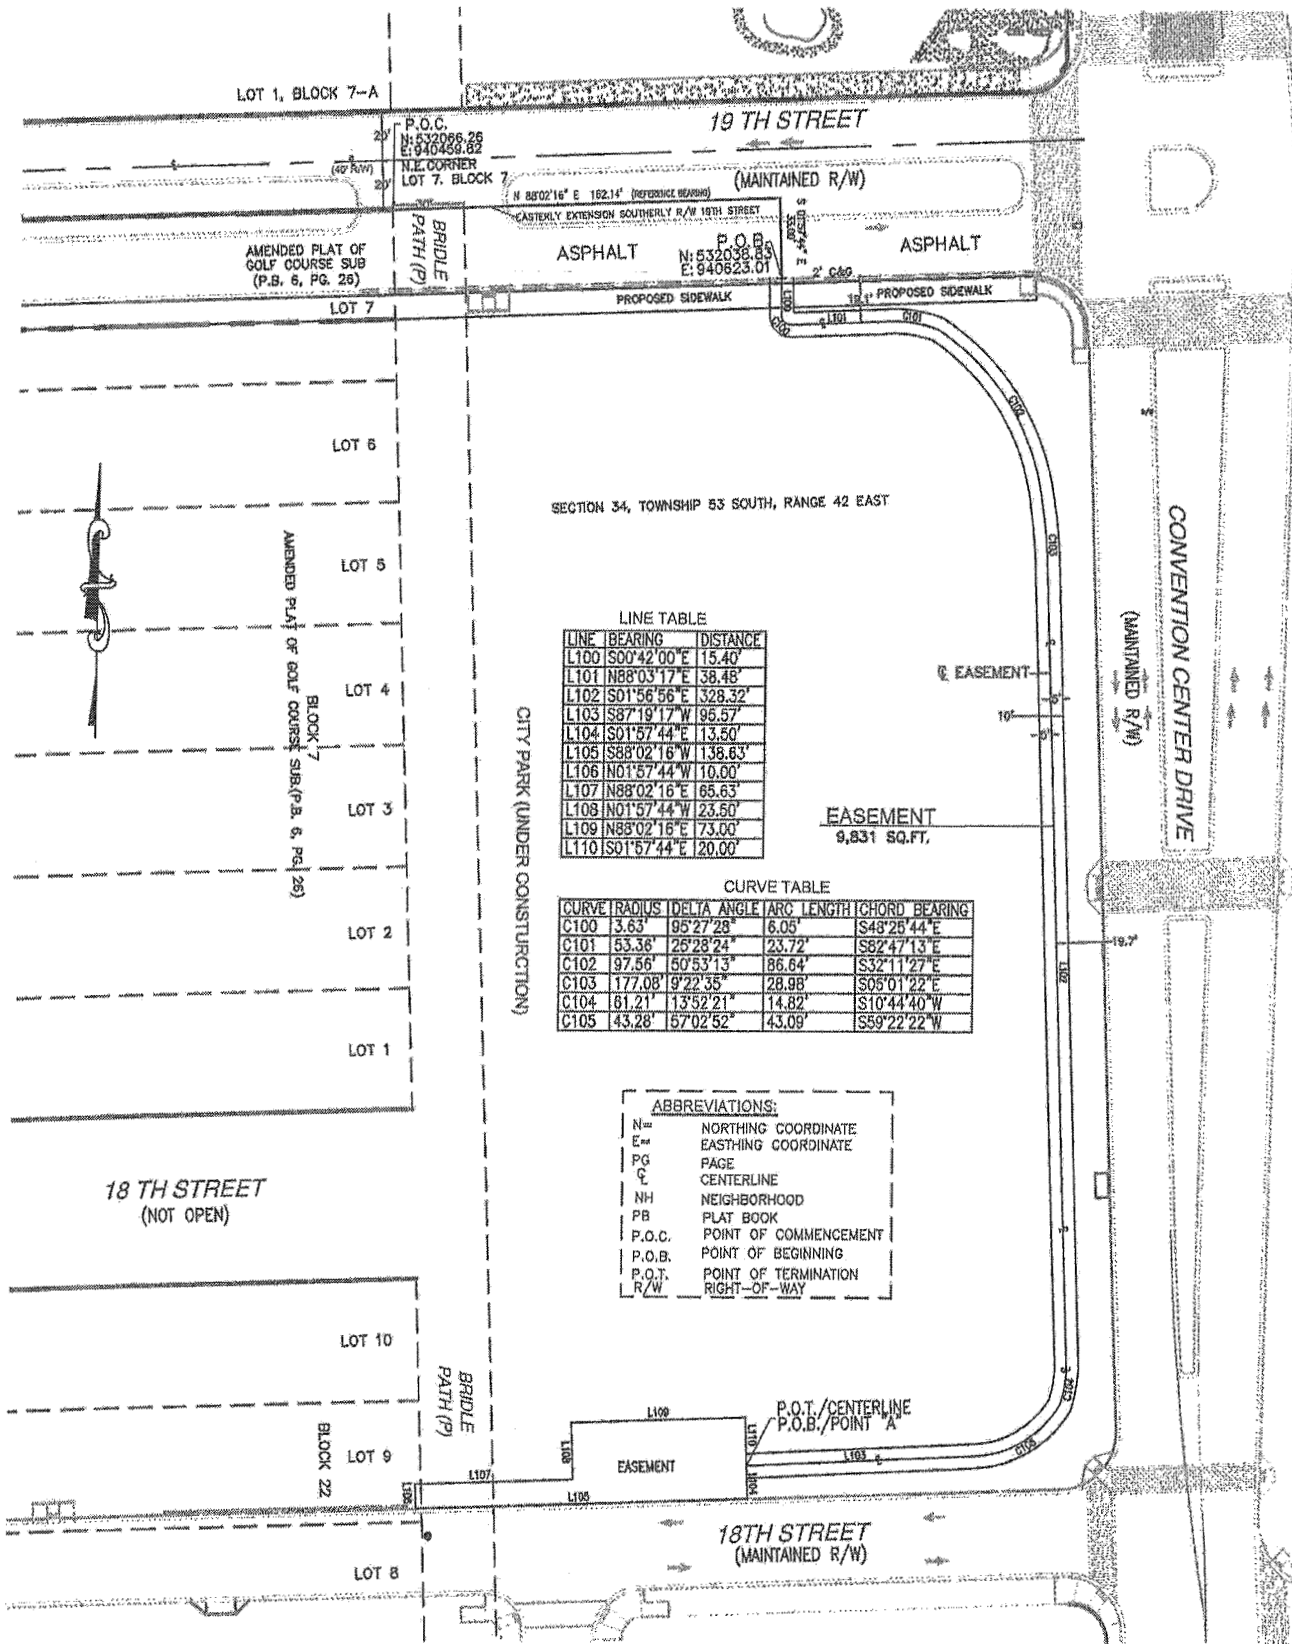 LOT 1, BLOCK 7-A
19 TH STREET
P.O.C.
N:532066.26
E:940459.82
N.E. CORNER
LOT 7. BLOCK 7
20'
(40' R/W)
20'
(MAINTAINED R/W)
N 88°02'16" E 162.14' (REFERENCE BEARING)
EASTERLY EXTENSION SOUTHERLY R/W 19TH STREET
S 01°57'44" E
33.00'
AMENDED PLAT OF
GOLF COURSE SUB
(P.B. 6, PG. 26)
BRIDLE
PATH (P)
ASPHALT
P.O.B.
N:532038.83
E:940623.01
ASPHALT
2' C&G
LOT 7
PROPOSED SIDEWALK
L100
PROPOSED SIDEWALK
C100
L101
C101
C102
LOT 6
SECTION 34, TOWNSHIP 53 SOUTH, RANGE 42 EAST
C103
LOT 5
LOT 4
LOT 3
LOT 2
LOT 1
BLOCK 7
AMENDED PLAT OF GOLF COURSE SUB.(P.B. 6, PG. 26)
CITY PARK (UNDER CONSTURCTION)
LINE TABLE
LINE BEARING DISTANCE
L100 S00°42'00"E 15.40'
L101 N88°03'17"E 38.48'
L102 S01°56'56"E 328.32'
L103 S87°19'17"W 95.57'
L104 S01°57'44"E 13.50'
L105 S88°02'16"W 138.63'
L106 N01°57'44"W 10.00'
L107 N88°02'16"E 65.63'
L108 N01°57'44"W 23.50'
L109 N88°02'16"E 73.00'
L110 S01°57'44"E 20.00'
℄ EASEMENT
5'
10'
5'
(MAINTAINED R/W)
CONVENTION CENTER DRIVE
EASEMENT
9,831 SQ.FT.
CURVE TABLE
CURVE RADIUS DELTA ANGLE ARC LENGTH CHORD BEARING
C100 3.63' 95°27'28" 6.05' S48°25'44"E
C101 53.36' 25°28'24" 23.72' S82°47'13"E
C102 97.56' 50°53'13" 86.64' S32°11'27"E
C103 177.08' 9°22'35" 28.98' S05°01'22"E
C104 61.21' 13°52'21" 14.82' S10°44'40"W
C105 43.28' 57°02'52" 43.09' S59°22'22"W
19.7'
L102
ABBREVIATIONS:
N= NORTHING COORDINATE
E= EASTHING COORDINATE
PG PAGE
℄ CENTERLINE
NH NEIGHBORHOOD
PB PLAT BOOK
P.O.C. POINT OF COMMENCEMENT
P.O.B. POINT OF BEGINNING
P.O.T. POINT OF TERMINATION
R/W RIGHT-OF-WAY
18 TH STREET
(NOT OPEN)
LOT 10
BRIDLE
PATH (P)
BLOCK 22
LOT 9
P.O.T./CENTERLINE
P.O.B./POINT "A"
C104
C105
L109
L110
L108
EASEMENT
L103
L107
L104
L106
L105
18TH STREET
(MAINTAINED R/W)
LOT 8